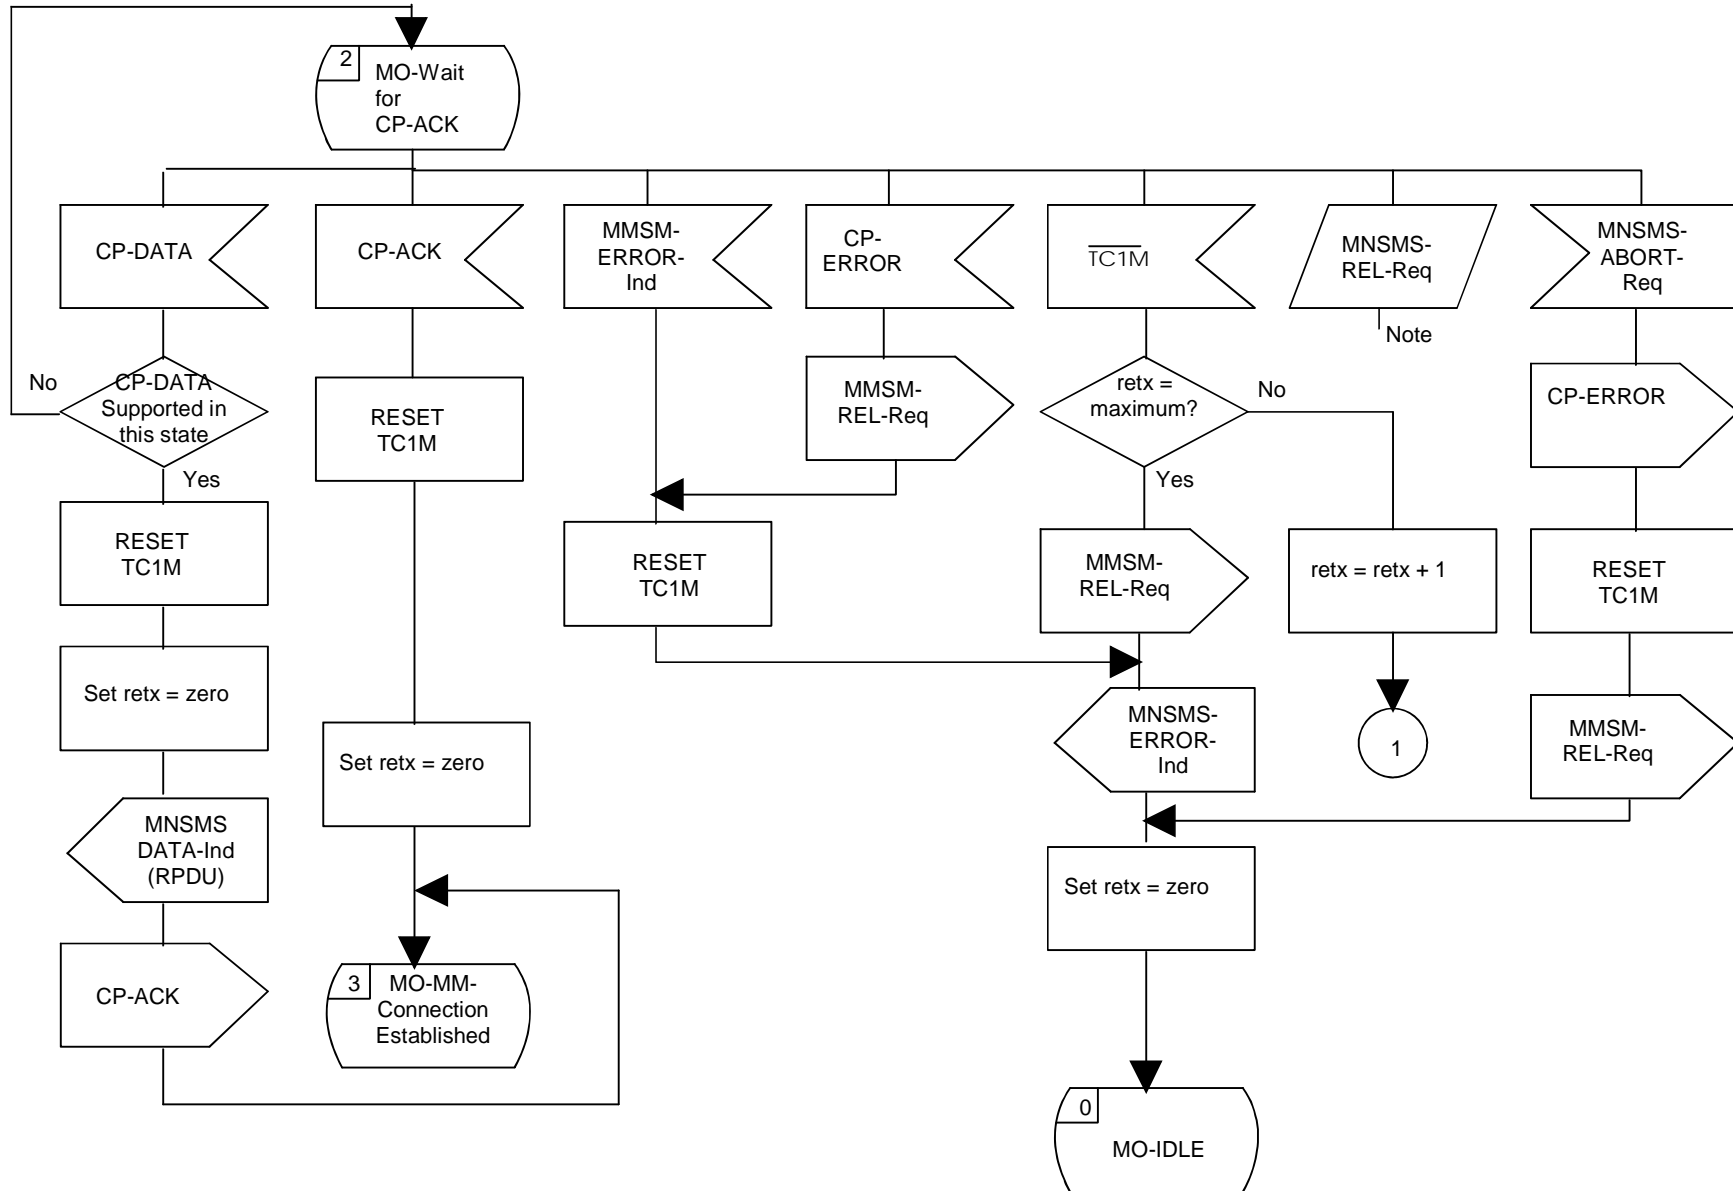 2
MO-Wait
for
CP-ACK
CP-DATA
CP-ACK
MMSM-
ERROR-
Ind
CP-
ERROR
TC1M
MNSMS-
REL-Req
MNSMS-
ABORT-
Req
Note
No
CP-DATA
Supported in
this state
Yes
RESET
TC1M
MMSM-
REL-Req
retx =
maximum?
No
Yes
CP-ERROR
RESET
TC1M
RESET
TC1M
MMSM-
REL-Req
retx = retx + 1
RESET
TC1M
Set retx = zero
Set retx = zero
MNSMS-
ERROR-
Ind
1
MMSM-
REL-Req
MNSMS
DATA-Ind
(RPDU)
Set retx = zero
CP-ACK
3
MO-MM-
Connection
Established
0
MO-IDLE